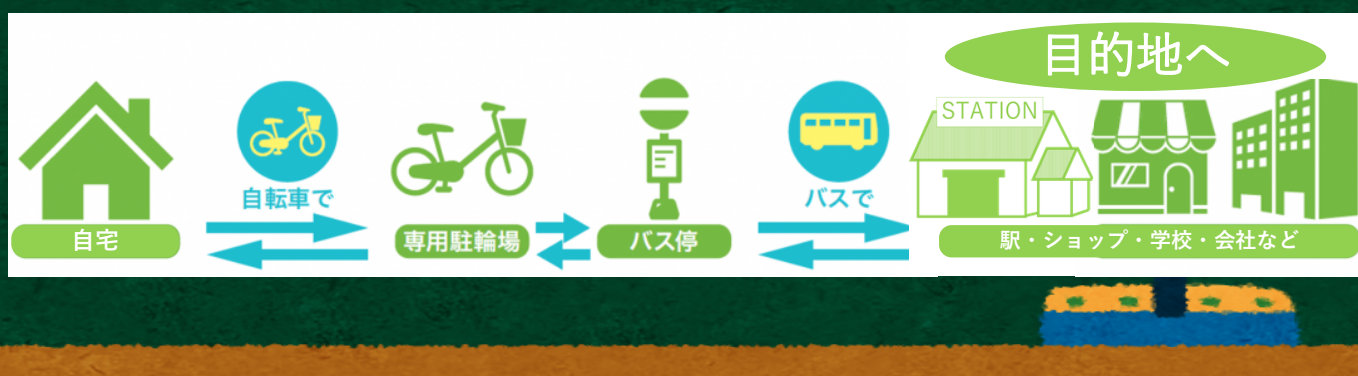 目的地へ
STATION
自転車で
バスで
自宅
専用駐輪場
バス停
駅・ショップ・学校・会社など